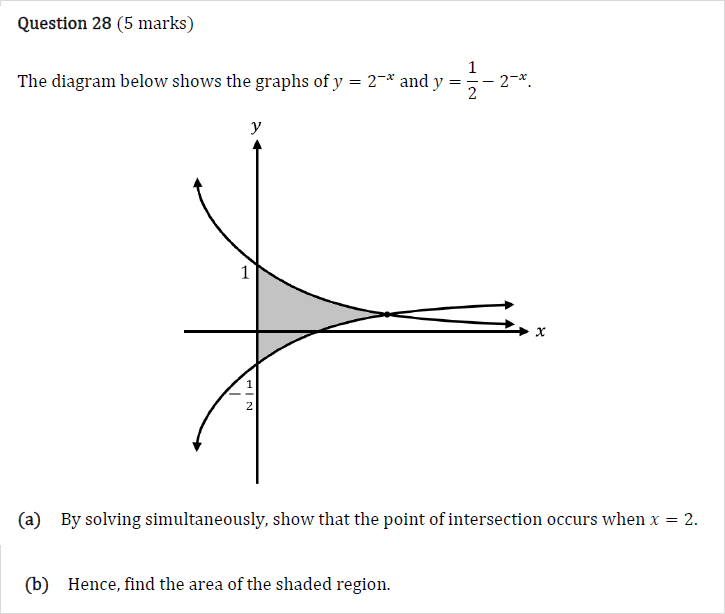 Question 28 (5 marks)
The diagram below shows the graphs of y = 2⁻ˣ and y = 1/2 − 2⁻ˣ.
y
1
x
−1/2
(a) By solving simultaneously, show that the point of intersection occurs when x = 2.
(b) Hence, find the area of the shaded region.